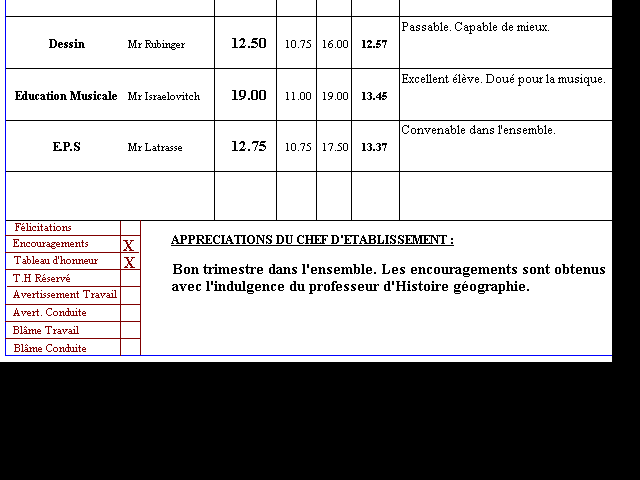 Dessin Mr Rubinger 12.50 10.75 16.00 12.57 Passable. Capable de mieux.
Education Musicale Mr Israelovitch 19.00 11.00 19.00 13.45 Excellent élève. Doué pour la musique.
E.P.S Mr Latrasse 12.75 10.75 17.50 13.37 Convenable dans l'ensemble.
Félicitations
Encouragements X
Tableau d'honneur X
T.H Réservé
Avertissement Travail
Avert. Conduite
Blâme Travail
Blâme Conduite
APPRECIATIONS DU CHEF D'ETABLISSEMENT :
Bon trimestre dans l'ensemble. Les encouragements sont obtenus
avec l'indulgence du professeur d'Histoire géographie.